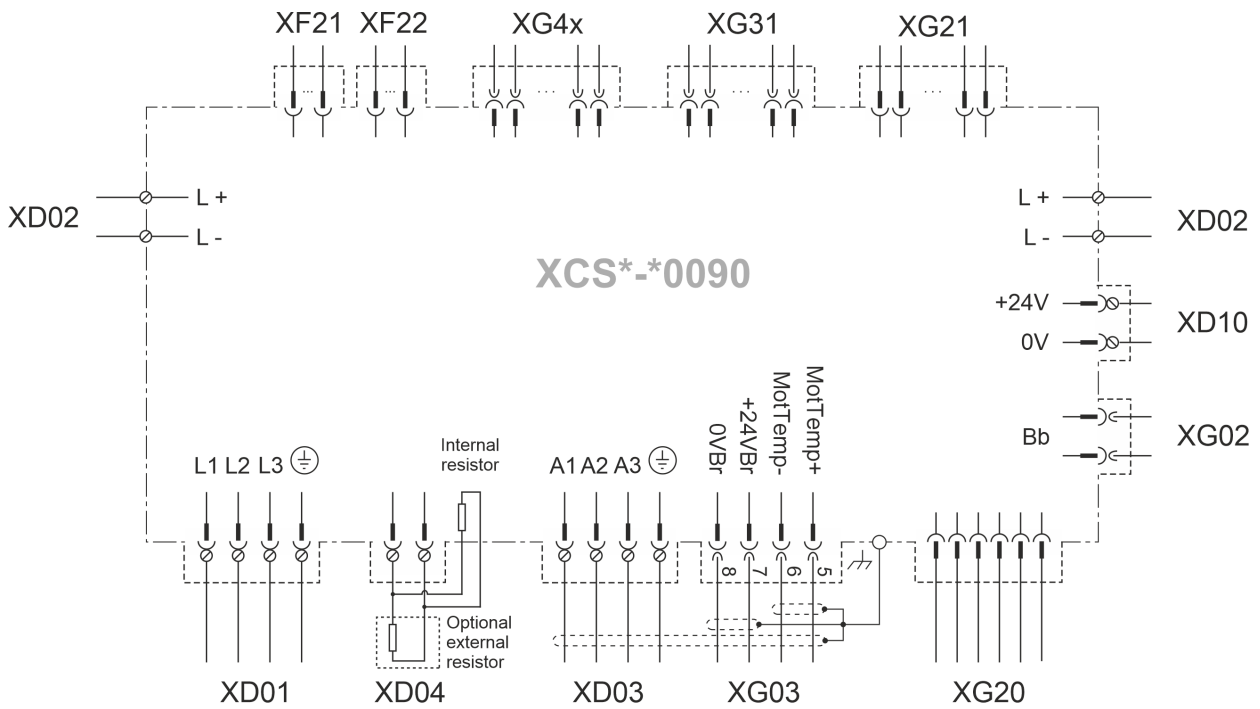 XF21 XF22 XG4x XG31 XG21
... ... ... ... ...
XD02
L +
L -
L +
L -
XD02
XCS*-*0090
+24V
0V
XD10
Bb
XG02
L1 L2 L3
Internal
resistor
A1 A2 A3
0VBr
+24VBr
MotTemp-
MotTemp+
8 7 6 5
Optional
external
resistor
XD01 XD04 XD03 XG03 XG20